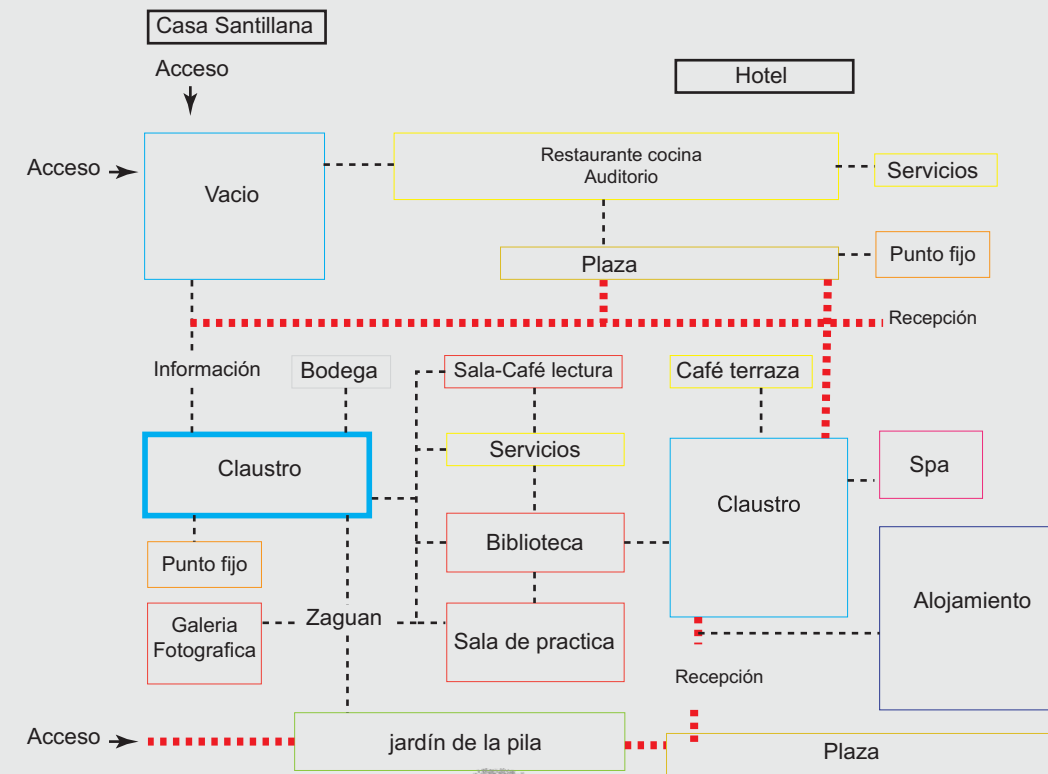 Casa Santillana
Acceso
Hotel
Acceso
Vacio
Restaurante cocina
Auditorio
Servicios
Plaza
Punto fijo
Recepción
Información
Bodega
Sala-Café lectura
Café terraza
Claustro
Servicios
Claustro
Spa
Biblioteca
Punto fijo
Galeria
Fotografica
Zaguan
Sala de practica
Alojamiento
Recepción
Acceso
jardín de la pila
Plaza